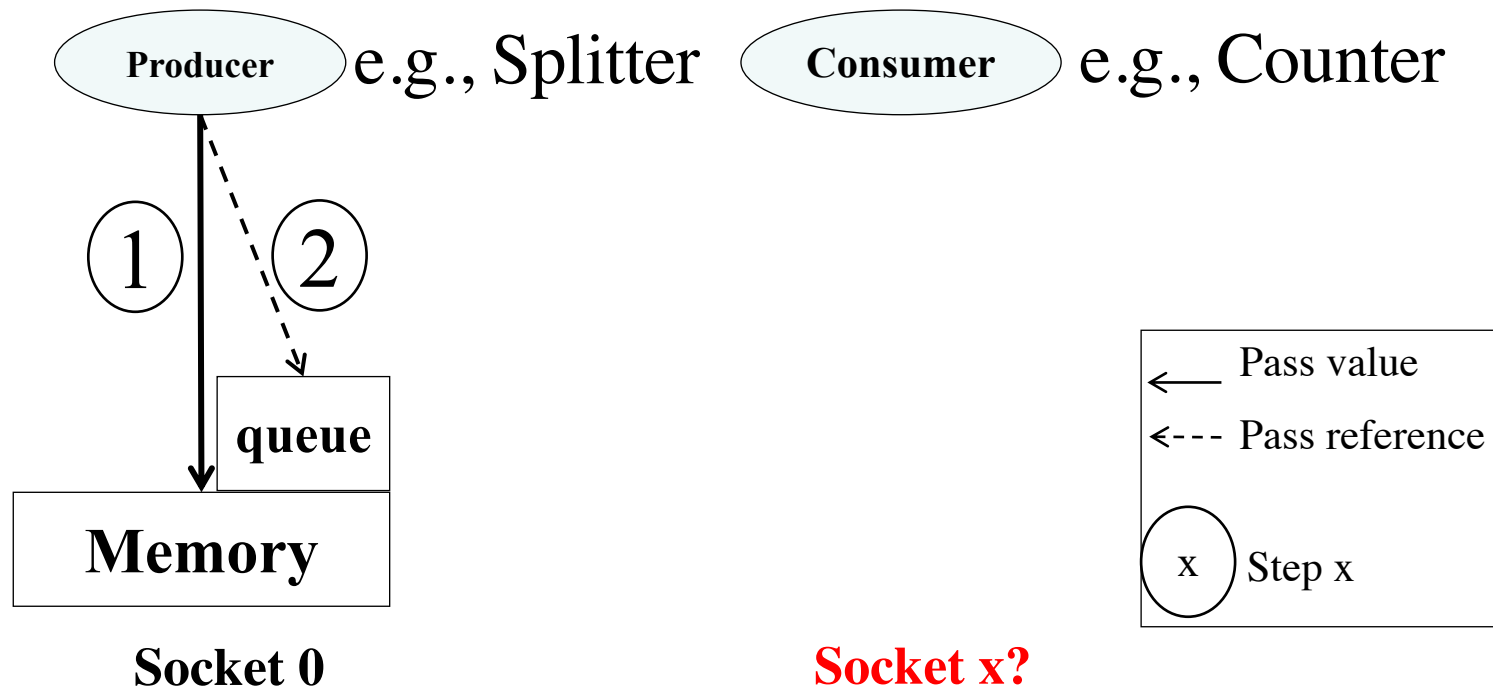 Producer
e.g., Splitter
Consumer
e.g., Counter
1
2
Pass value
queue
Pass reference
Memory
x
Step x
Socket 0
Socket x?